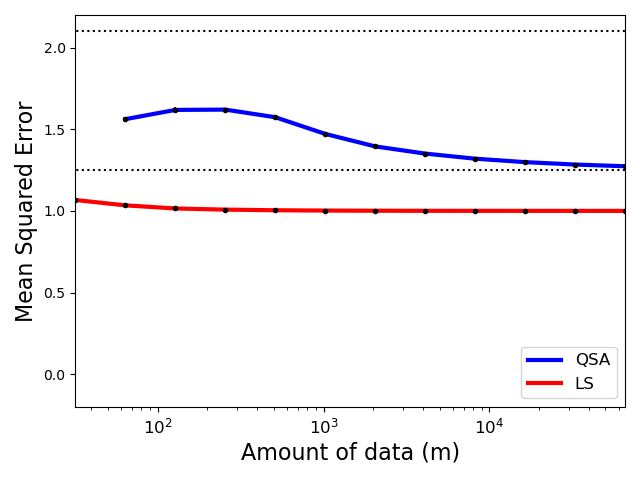 Mean Squared Error
2.0
1.5
1.0
0.5
0.0
10²
10³
10⁴
Amount of data (m)
QSA
LS